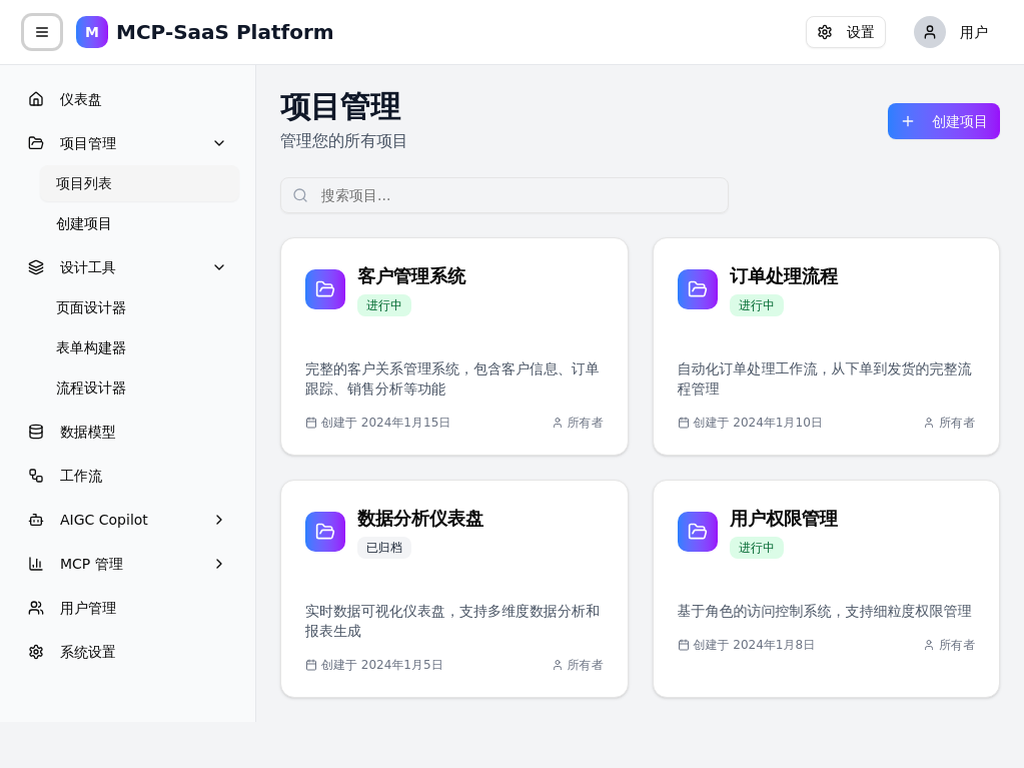 M MCP-SaaS Platform
设置
用户
仪表盘
项目管理
项目列表
创建项目
设计工具
页面设计器
表单构建器
流程设计器
数据模型
工作流
AIGC Copilot
MCP 管理
用户管理
系统设置
项目管理
管理您的所有项目
创建项目
搜索项目...
客户管理系统
进行中
完整的客户关系管理系统，包含客户信息、订单
跟踪、销售分析等功能
创建于 2024年1月15日
所有者
订单处理流程
进行中
自动化订单处理工作流，从下单到发货的完整流
程管理
创建于 2024年1月10日
所有者
数据分析仪表盘
已归档
实时数据可视化仪表盘，支持多维度数据分析和
报表生成
创建于 2024年1月5日
所有者
用户权限管理
进行中
基于角色的访问控制系统，支持细粒度权限管理
创建于 2024年1月8日
所有者